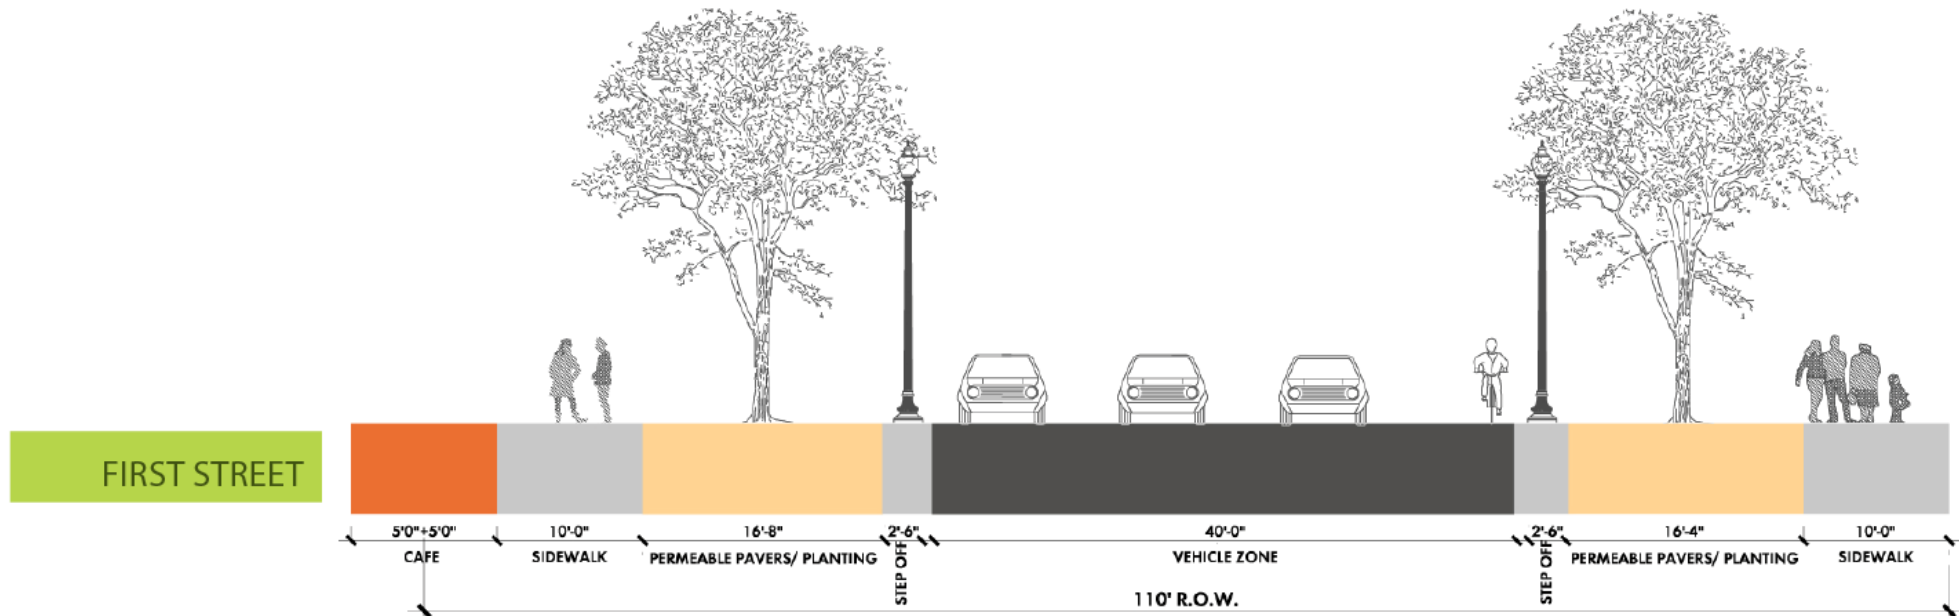 FIRST STREET
5'0"+5'0" 10'-0" 16'-8" 2'-6" 40'-0" 2'-6" 16'-4" 10'-0"
CAFE SIDEWALK PERMEABLE PAVERS/ PLANTING STEP OFF VEHICLE ZONE STEP OFF PERMEABLE PAVERS/ PLANTING SIDEWALK
110' R.O.W.